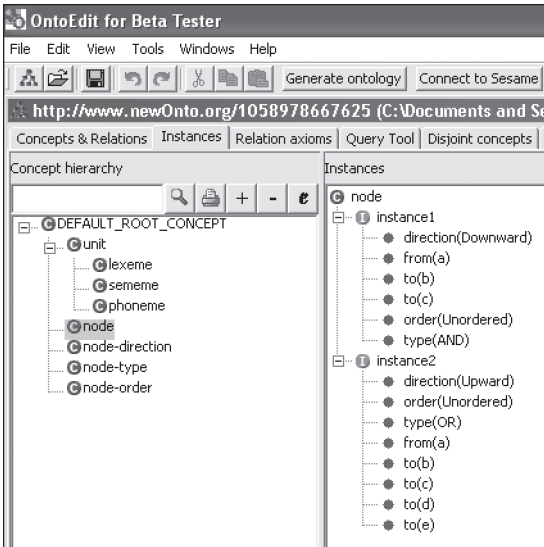 OntoEdit for Beta Tester
File Edit View Tools Windows Help
Generate ontology Connect to Sesame
http://www.newOnto.org/1058978667625 (C:\Documents and Se
Concepts & Relations Instances Relation axioms Query Tool Disjoint concepts
Concept hierarchy
+ - e
DEFAULT_ROOT_CONCEPT
unit
lexeme
sememe
phoneme
node
node-direction
node-type
node-order
Instances
node
instance1
direction(Downward)
from(a)
to(b)
to(c)
order(Unordered)
type(AND)
instance2
direction(Upward)
order(Unordered)
type(OR)
from(a)
to(b)
to(c)
to(d)
to(e)